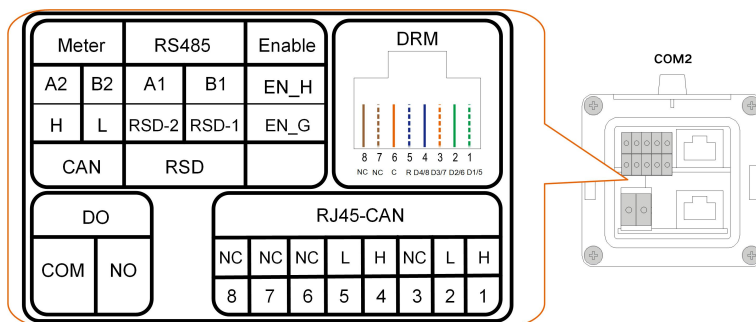 Meter RS485 Enable
A2 B2 A1 B1 EN_H
H L RSD-2 RSD-1 EN_G
CAN RSD
DRM
8 7 6 5 4 3 2 1
NC NC C R D4/8 D3/7 D2/6 D1/5
DO
COM NO
RJ45-CAN
NC NC NC L H NC L H
8 7 6 5 4 3 2 1
COM2